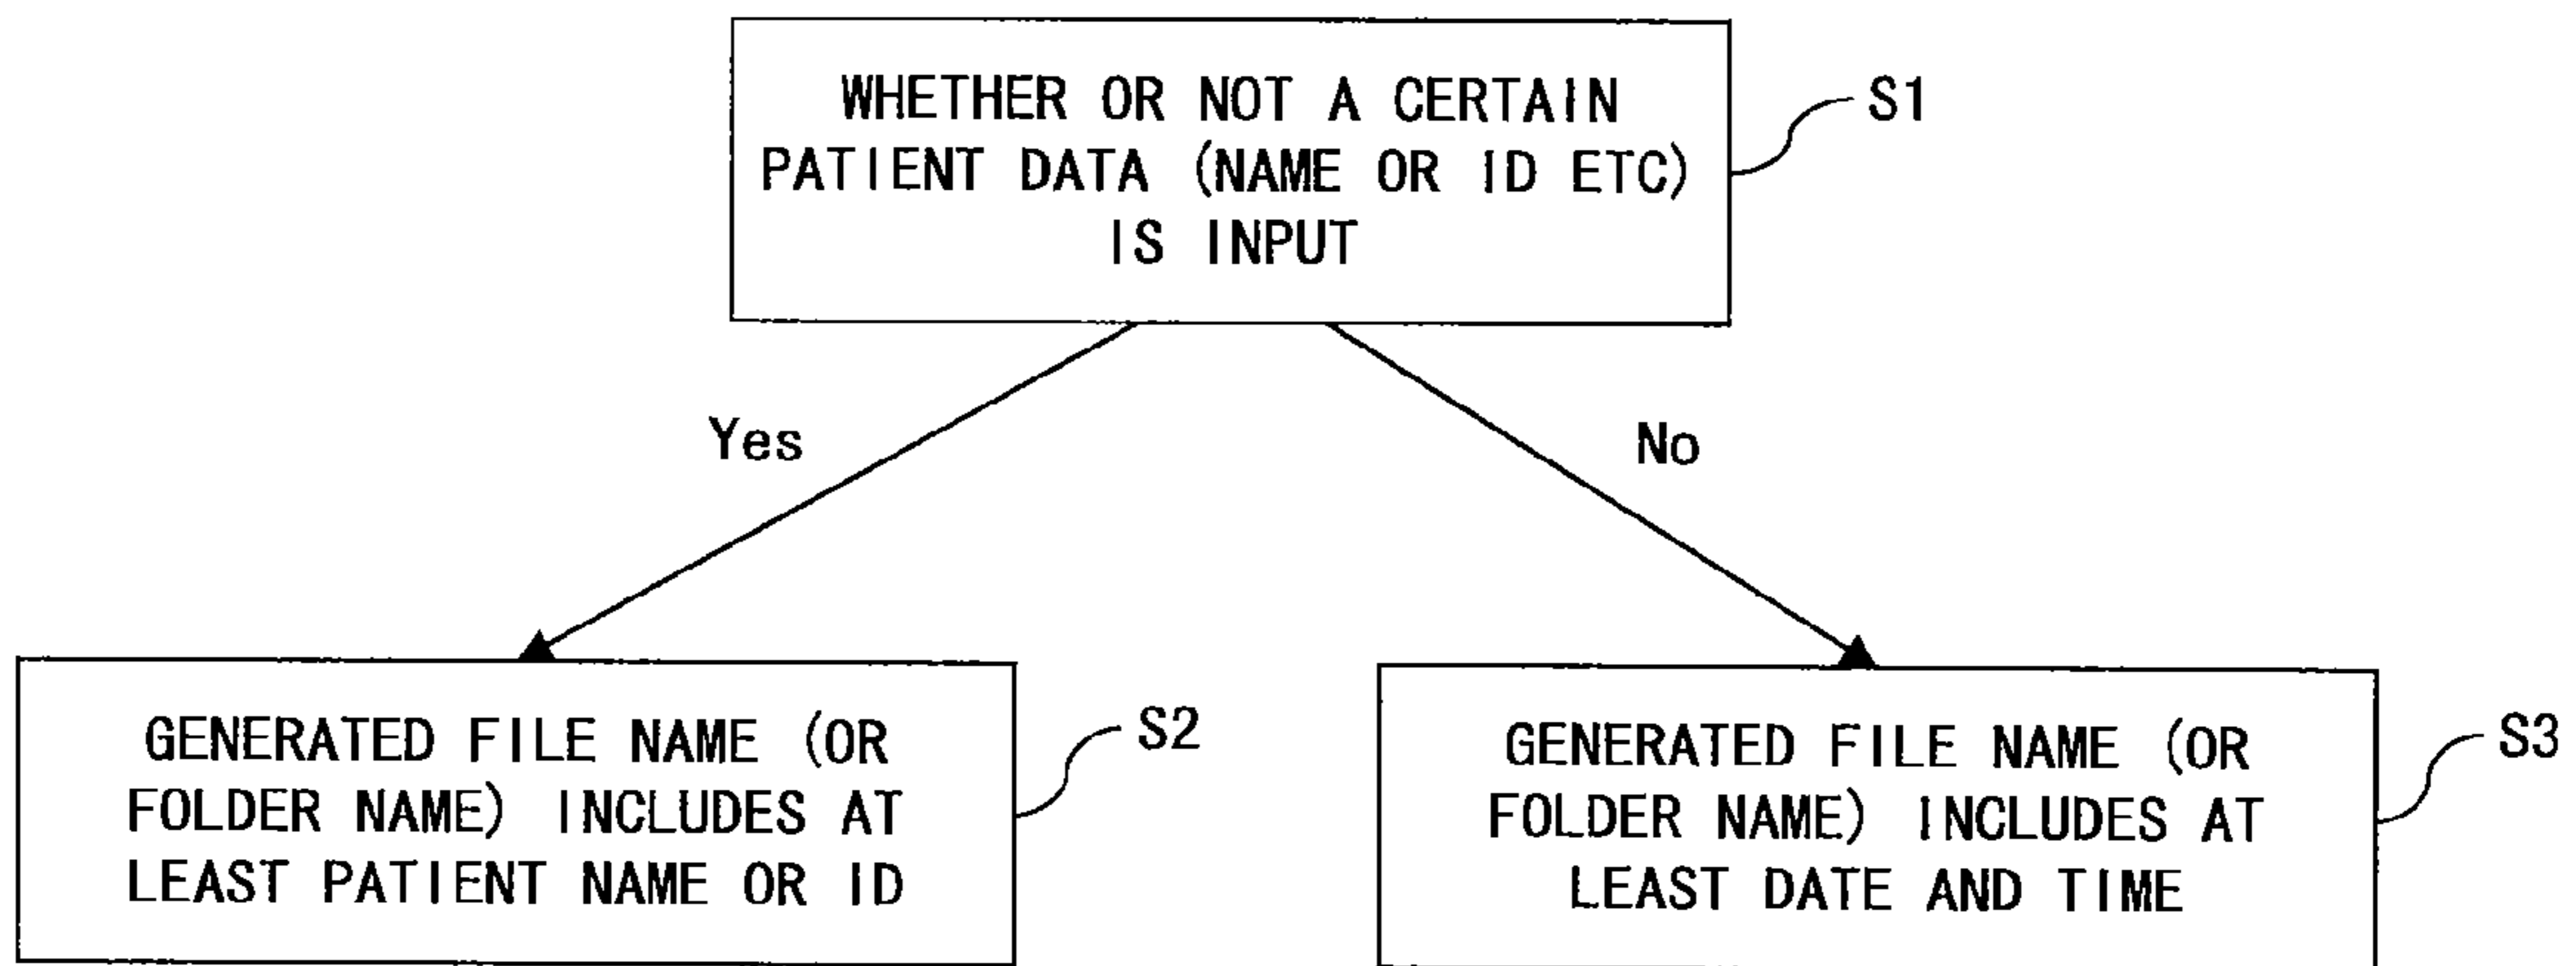 WHETHER OR NOT A CERTAIN
PATIENT DATA (NAME OR ID ETC)
IS INPUT
S1
Yes
No
GENERATED FILE NAME (OR
FOLDER NAME) INCLUDES AT
LEAST PATIENT NAME OR ID
S2
GENERATED FILE NAME (OR
FOLDER NAME) INCLUDES AT
LEAST DATE AND TIME
S3